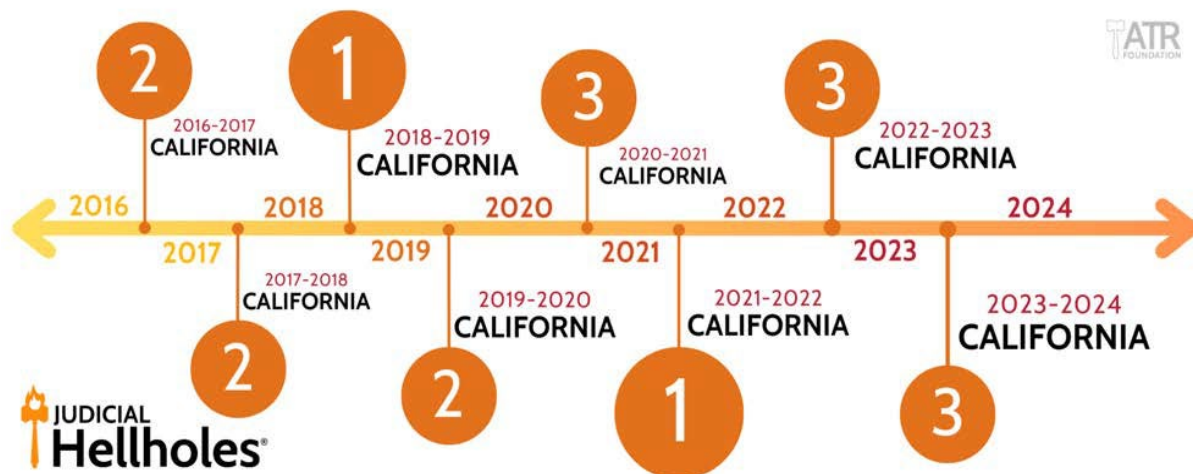 ATR
FOUNDATION
2
2016-2017
CALIFORNIA
1
2018-2019
CALIFORNIA
3
2020-2021
CALIFORNIA
3
2022-2023
CALIFORNIA
2016
2018
2020
2022
2024
2017
2019
2021
2023
2017-2018
CALIFORNIA
2
2019-2020
CALIFORNIA
2
2021-2022
CALIFORNIA
1
2023-2024
CALIFORNIA
3
JUDICIAL
Hellholes®